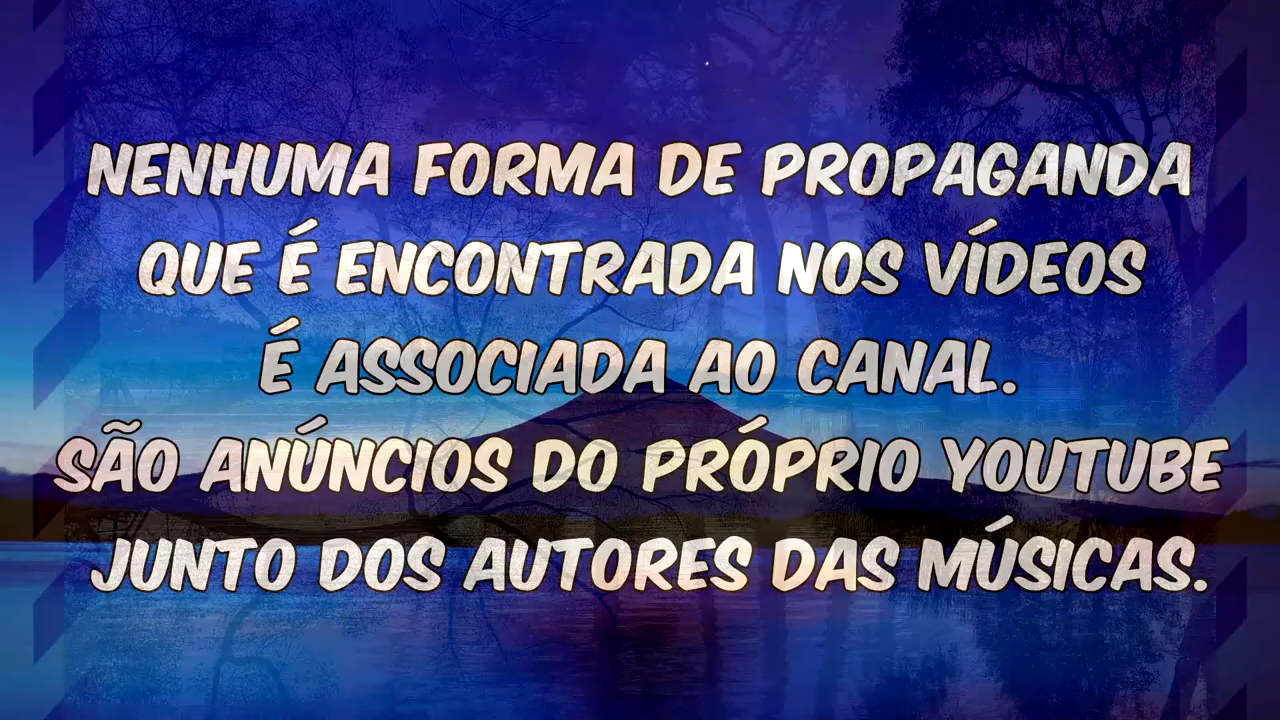 NENHUMA FORMA DE PROPAGANDA
QUE É ENCONTRADA NOS VÍDEOS
É ASSOCIADA AO CANAL.
SÃO ANÚNCIOS DO PRÓPRIO YOUTUBE
JUNTO DOS AUTORES DAS MÚSICAS.